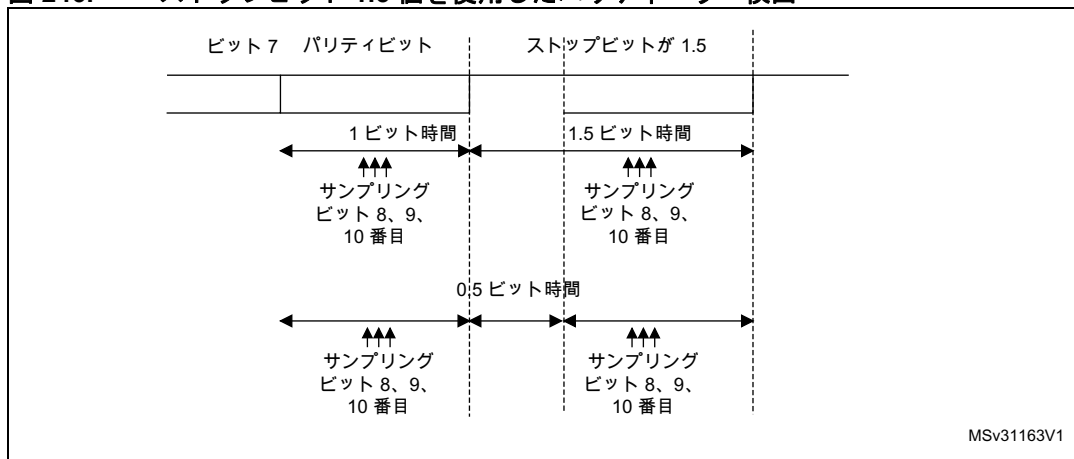 ビット 7 パリティビット ストップビットが 1.5
1 ビット時間 1.5 ビット時間
サンプリング
ビット 8、9、
10 番目
サンプリング
ビット 8、9、
10 番目
0.5 ビット時間
サンプリング
ビット 8、9、
10 番目
サンプリング
ビット 8、9、
10 番目
MSv31163V1